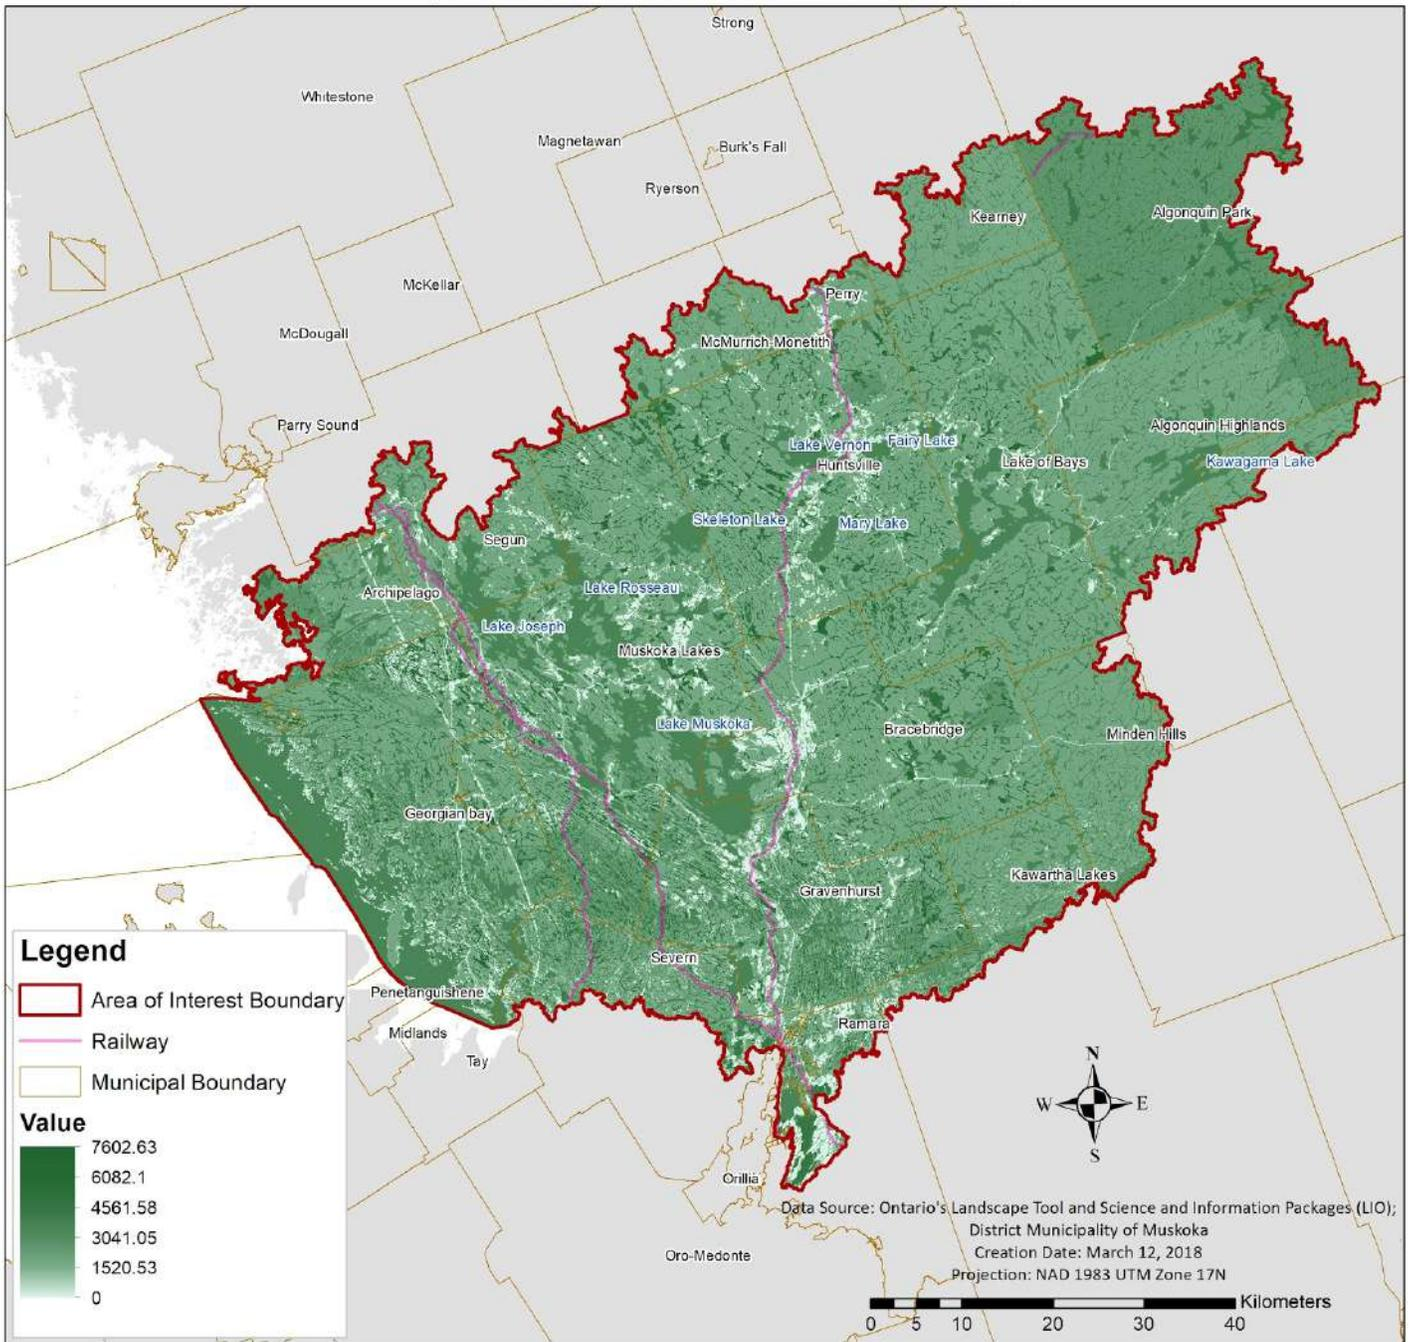 Strong
Whitestone
Magnetawan
Burk's Fall
Ryerson
Kearney
Algonquin Park
McKellar
Perry
McDougall
McMurrich-Monetith
Parry Sound
Algonquin Highlands
Lake Vernon
Fairy Lake
Huntsville
Lake of Bays
Kawagama Lake
Skeleton Lake
Mary Lake
Segun
Archipelago
Lake Rosseau
Lake Joseph
Muskoka Lakes
Lake Muskoka
Bracebridge
Minden Hills
Georgian bay
Kawartha Lakes
Gravenhurst
Severn
Penetanguishene
Midlands
Ramara
Tay
Orillia
Oro-Medonte
Legend
Area of Interest Boundary
Railway
Municipal Boundary
Value
7602.63
6082.1
4561.58
3041.05
1520.53
0
N
W E
S
Data Source: Ontario's Landscape Tool and Science and Information Packages (LIO);
District Municipality of Muskoka
Creation Date: March 12, 2018
Projection: NAD 1983 UTM Zone 17N
Kilometers
0 5 10 20 30 40